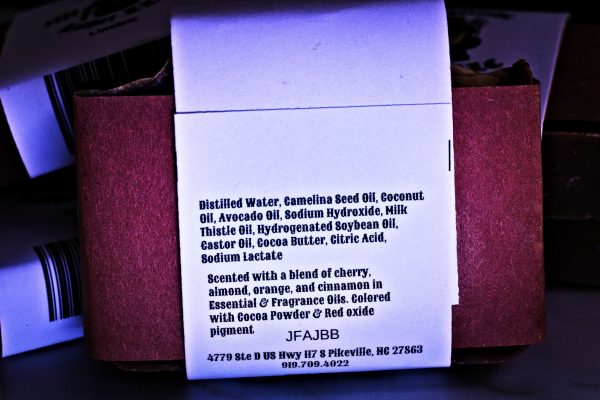 Distilled Water, Camelina Seed Oil, Coconut
Oil, Avocado Oil, Sodium Hydroxide, Milk
Thistle Oil, Hydrogenated Soybean Oil,
Castor Oil, Cocoa Butter, Citric Acid,
Sodium Lactate
Scented with a blend of cherry,
almond, orange, and cinnamon in
Essential & Fragrance Oils. Colored
with Cocoa Powder & Red oxide
pigment
JFAJBB
4779 Ste D US Hwy 117 S Pikeville, NC 27863
919.709.4022